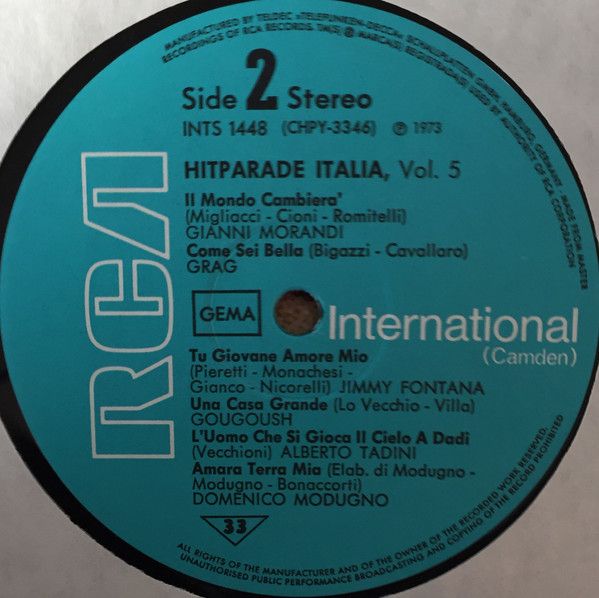 MANUFACTURED BY TELDEC »TELEFUNKEN-DECCA« SCHALLPLATTEN GMBH, HAMBURG, GERMANY · MADE FROM MASTER
RECORDINGS OF RCA RECORDS. TM(S) ® MARCA(S) REGISTRADA(S) USED BY AUTHORITY OF RCA CORPORATION
Side 2 Stereo
INTS 1448 (CHPY-3346) ℗ 1973
HITPARADE ITALIA, Vol. 5
Il Mondo Cambiera'
(Migliacci - Cioni - Romitelli)
GIANNI MORANDI
Come Sei Bella (Bigazzi - Cavallaro)
GRAG
RCA
GEMA
International
(Camden)
Tu Giovane Amore Mio
(Pieretti - Monachesi -
Gianco - Nicorelli) JIMMY FONTANA
Una Casa Grande (Lo Vecchio - Villa)
GOUGOUSH
L'Uomo Che Si Gioca Il Cielo A Dadi
(Vecchioni) ALBERTO TADINI
Amara Terra Mia (Elab. di Modugno -
Modugno - Bonaccorti)
DOMENICO MODUGNO
33
ALL RIGHTS OF THE MANUFACTURER AND OF THE OWNER OF THE RECORDED WORK RESERVED.
UNAUTHORISED PUBLIC PERFORMANCE BROADCASTING AND COPYING OF THE RECORD PROHIBITED